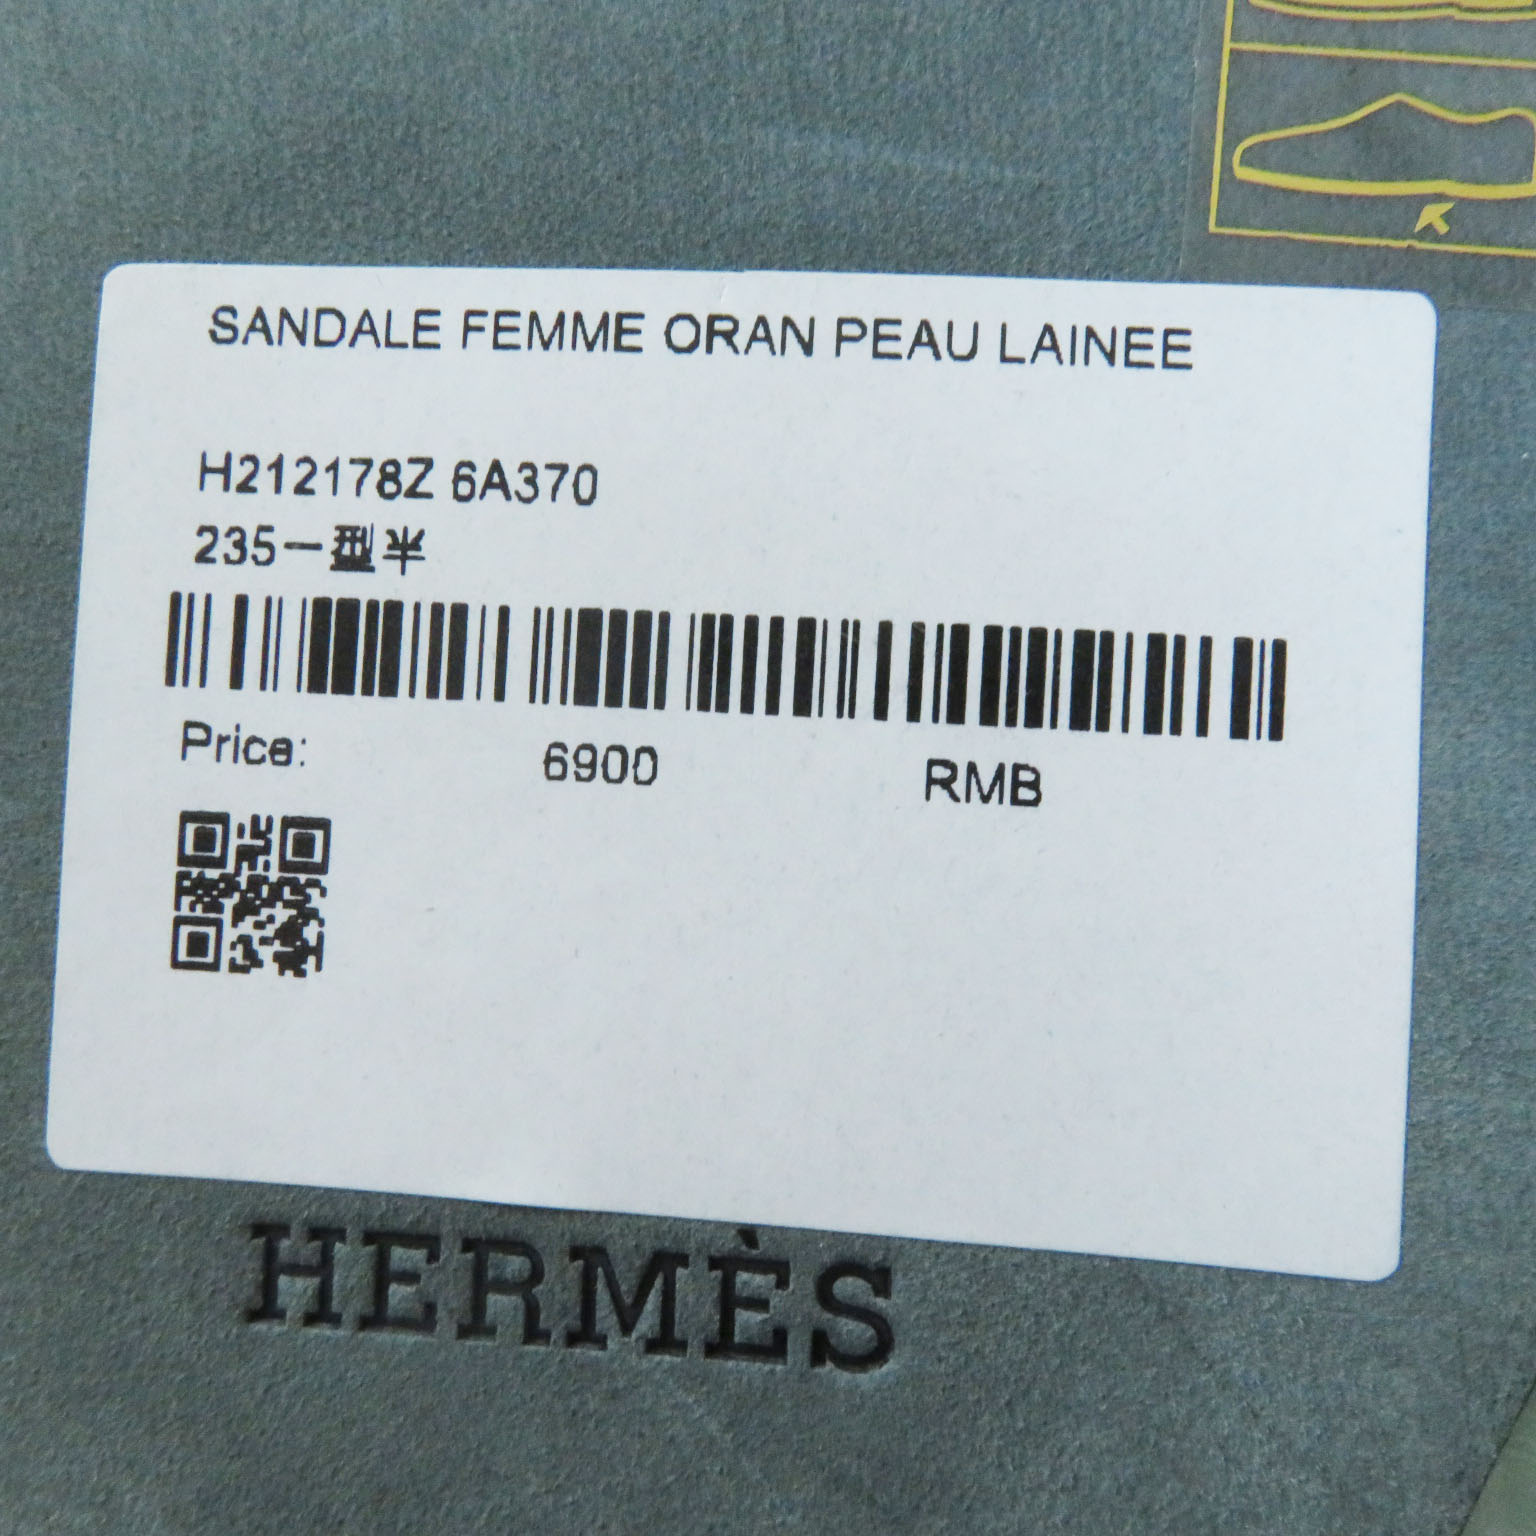 SANDALE FEMME ORAN PEAU LAINEE
H212178Z 6A370
235一型半
Price: 6900 RMB
HERMÈS